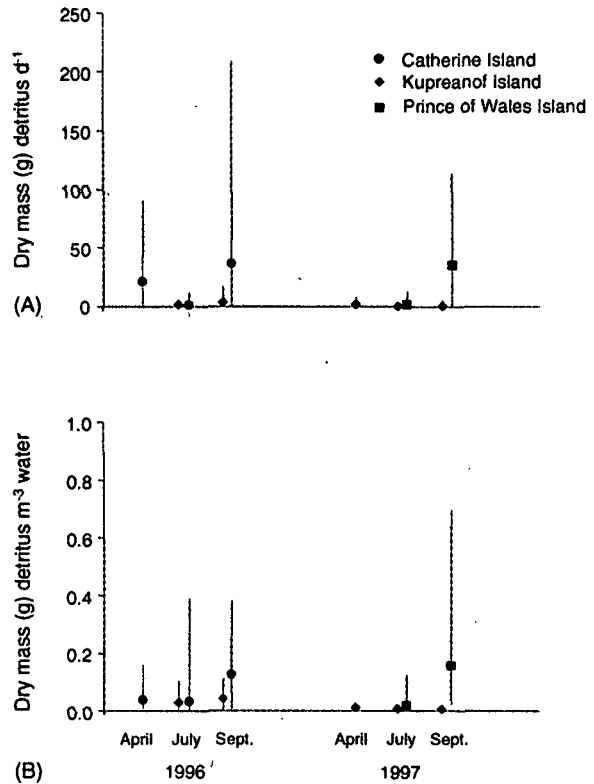 250
200
150
100
50
0
Dry mass (g) detritus d⁻¹
Catherine Island
Kupreanof Island
Prince of Wales Island
(A)
1.0
0.8
0.6
0.4
0.2
0.0
Dry mass (g) detritus m⁻³ water
April July Sept. April July Sept.
1996 1997
(B)